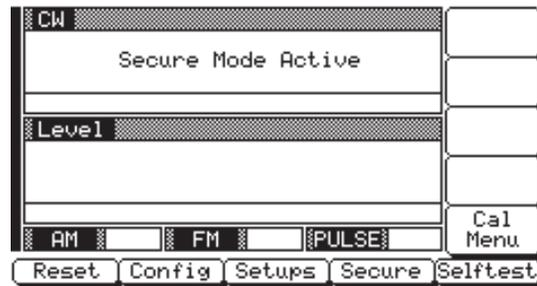 CW
Secure Mode Active
Level
AM FM PULSE
Cal
Menu
Reset Config Setups Secure Selftest